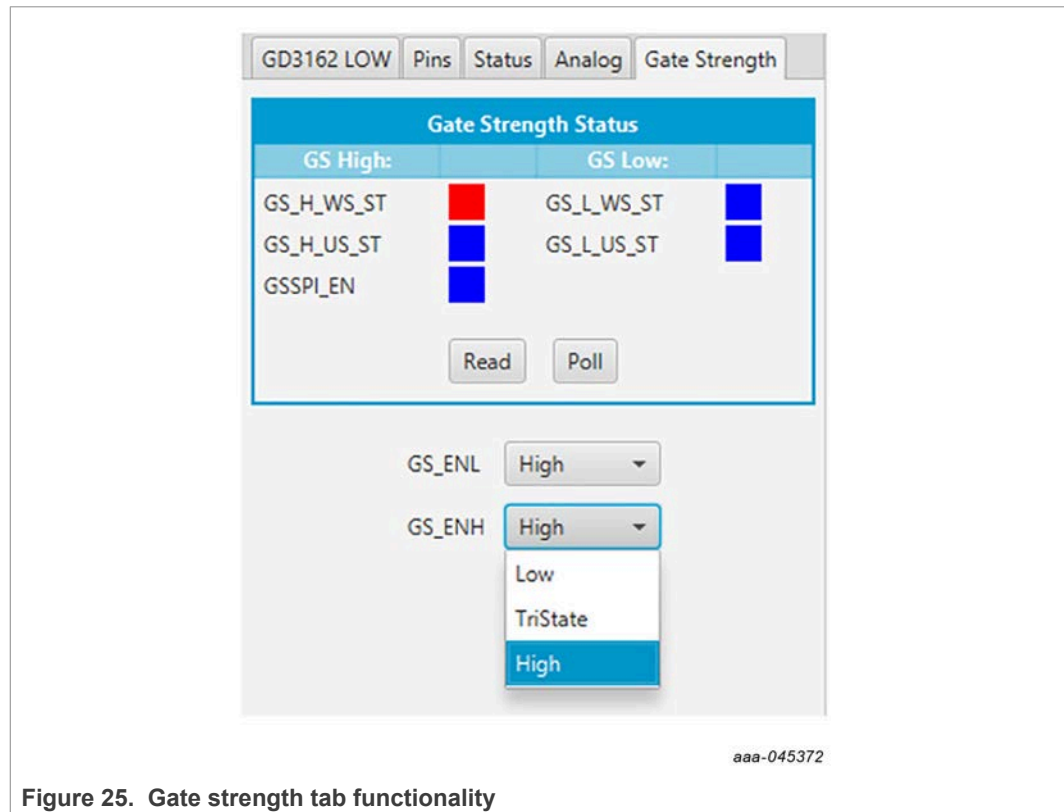 GD3162 LOW Pins Status Analog Gate Strength
Gate Strength Status
GS High: GS Low:
GS_H_WS_ST GS_L_WS_ST
GS_H_US_ST GS_L_US_ST
GSSPI_EN
Read Poll
GS_ENL High
GS_ENH High
Low
TriState
High
aaa-045372
Figure 25. Gate strength tab functionality